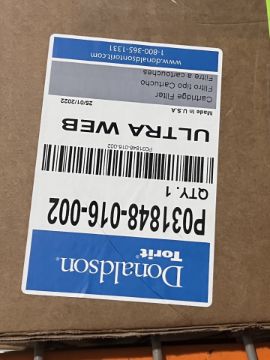 Donaldson.
Torit
P031848-016-002
QTY. 1
P031848-016-002
ULTRA WEB
Made in U.S.A
25/01/2022
Cartridge Filter
Filtro tipo Cartucho
Filtre a cartouches
www.donaldsontorit.com
1-800-365-1331